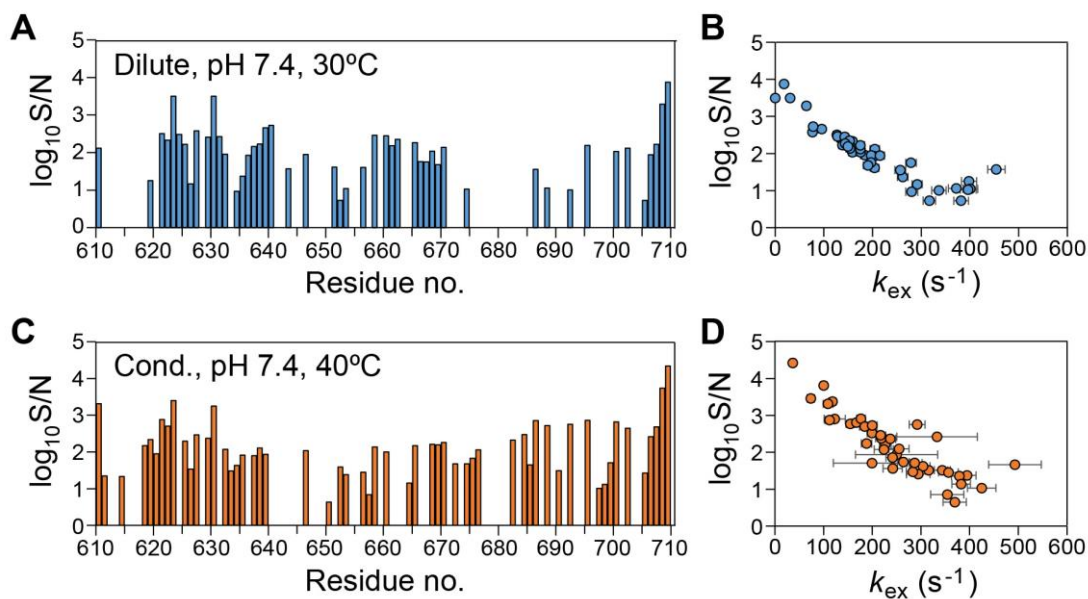 A
5
4
3
2
1
0
log10 S/N
Dilute, pH 7.4, 30ºC
610 620 630 640 650 660 670 680 690 700 710
Residue no.
B
5
4
3
2
1
0
log10 S/N
0 100 200 300 400 500 600
kex (s-1)
C
5
4
3
2
1
0
log10 S/N
Cond., pH 7.4, 40ºC
610 620 630 640 650 660 670 680 690 700 710
Residue no.
D
5
4
3
2
1
0
log10 S/N
0 100 200 300 400 500 600
kex (s-1)